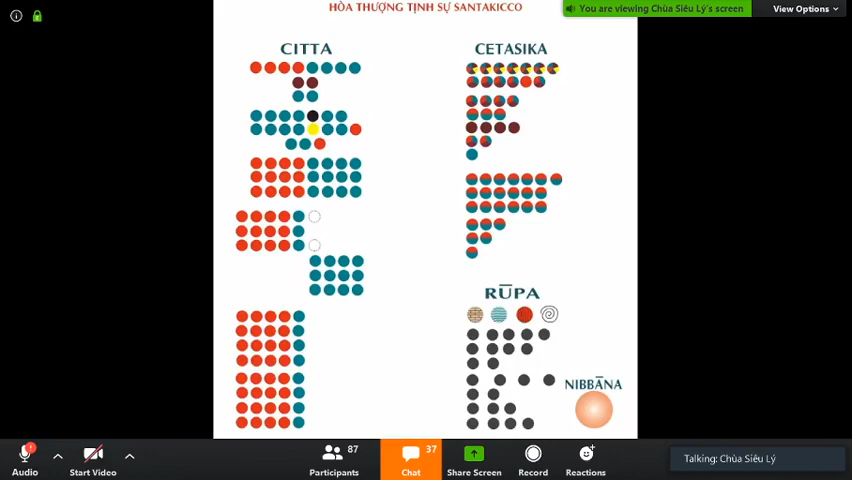 HÒA THƯỢNG TỊNH SỰ SANTAKICCO
You are viewing Chùa Siêu Lý's screen
View Options
CITTA
CETASIKA
RŪPA
NIBBĀNA
Audio
Start Video
87
Participants
37
Chat
Share Screen
Record
Reactions
Talking: Chùa Siêu Lý